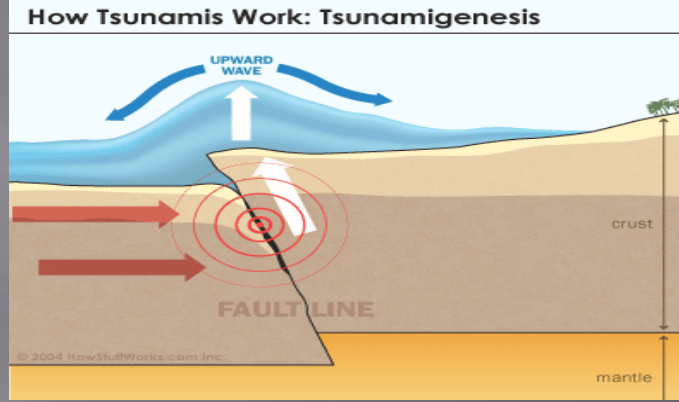 How Tsunamis Work: Tsunamigenesis
UPWARD
WAVE
crust
FAULT LINE
© 2004 HowStuffWorks.com Inc.
mantle